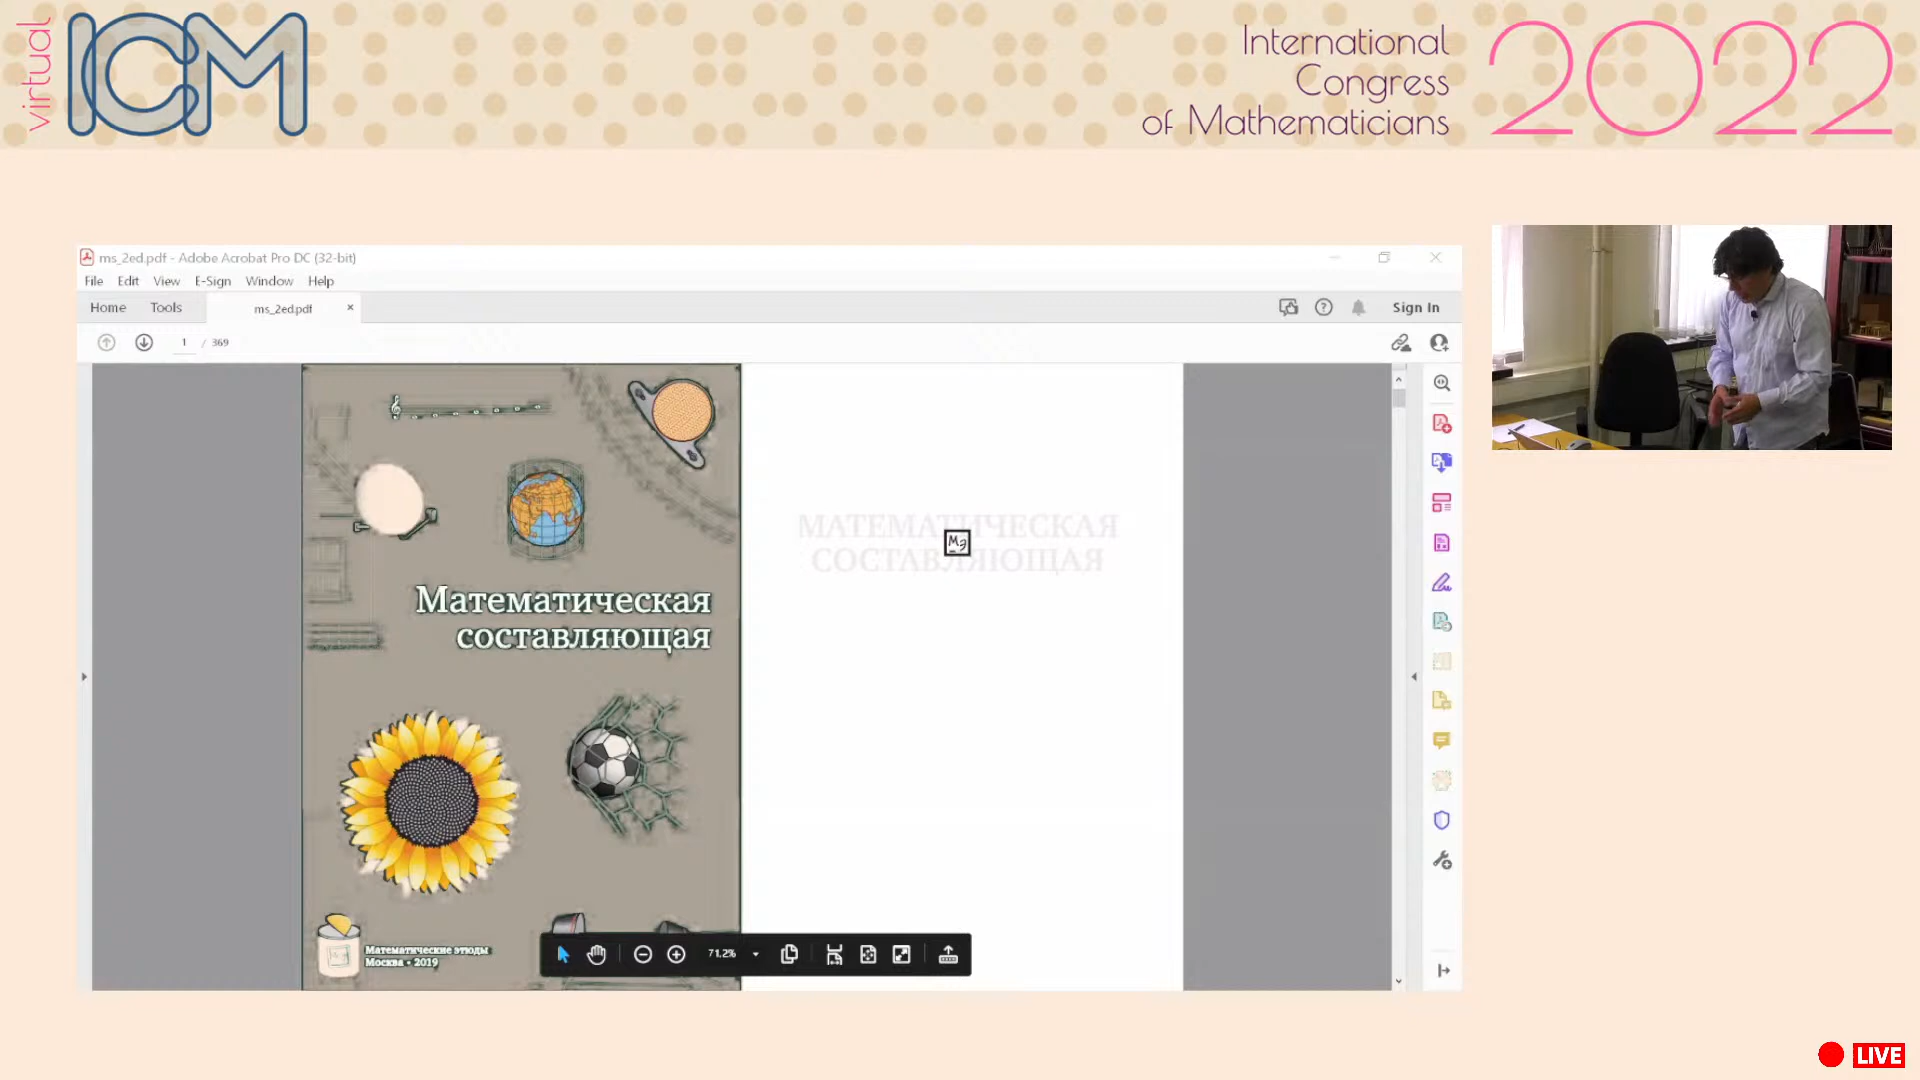 virtual
ICM
International
Congress
of Mathematicians
2022
ms_2ed.pdf - Adobe Acrobat Pro DC (32-bit)
File Edit View E-Sign Window Help
Home Tools ms_2ed.pdf × Sign In
1 / 369
Математическая
составляющая
МАТЕМАТИЧЕСКАЯ
СОСТАВЛЯЮЩАЯ
Мэ
Математические этюды
Москва • 2019
71,2%
LIVE